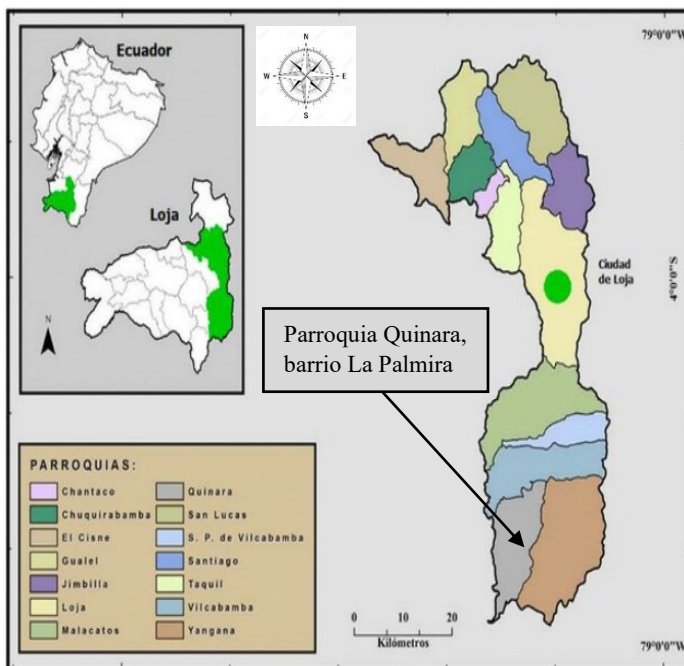 79°0'0"W
Ecuador
N
W
E
S
Loja
N
4°0'0"S
Ciudad
de Loja
Parroquia Quinara,
barrio La Palmira
PARROQUIAS:
Chantaco
Chuquirabamba
El Cisne
Gualel
Jimbilla
Loja
Malacatos
Quinara
San Lucas
S. P. de Vilcabamba
Santiago
Taquil
Vilcabamba
Yangana
0 10 20
Kilómetros
79°0'0"W